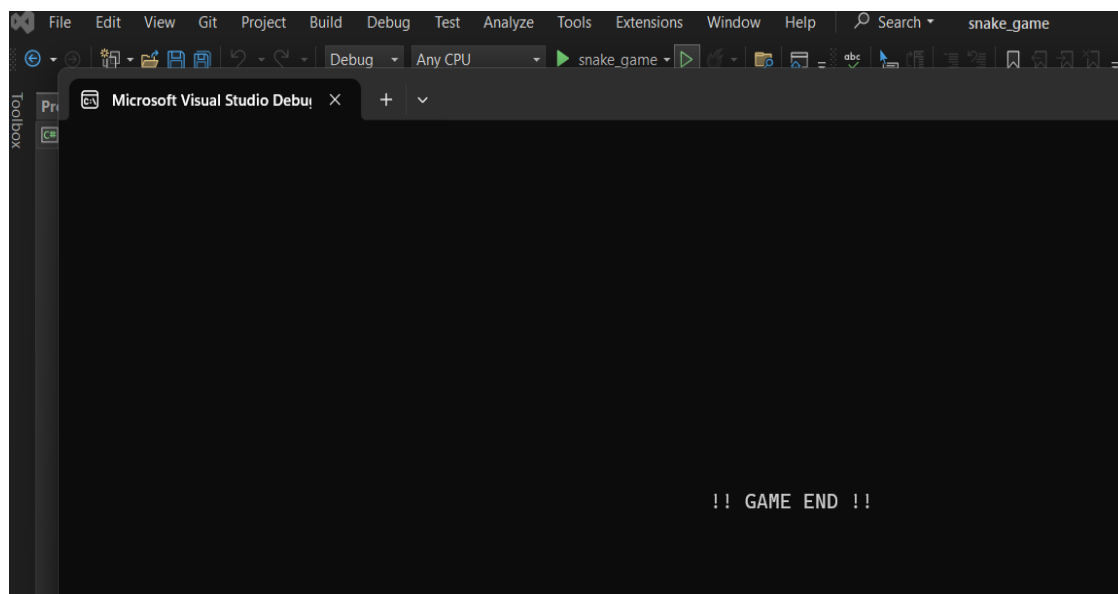 File Edit View Git Project Build Debug Test Analyze Tools Extensions Window Help Search snake_game
Debug Any CPU snake_game abc
Toolbox
Microsoft Visual Studio
C#
!! GAME END !!